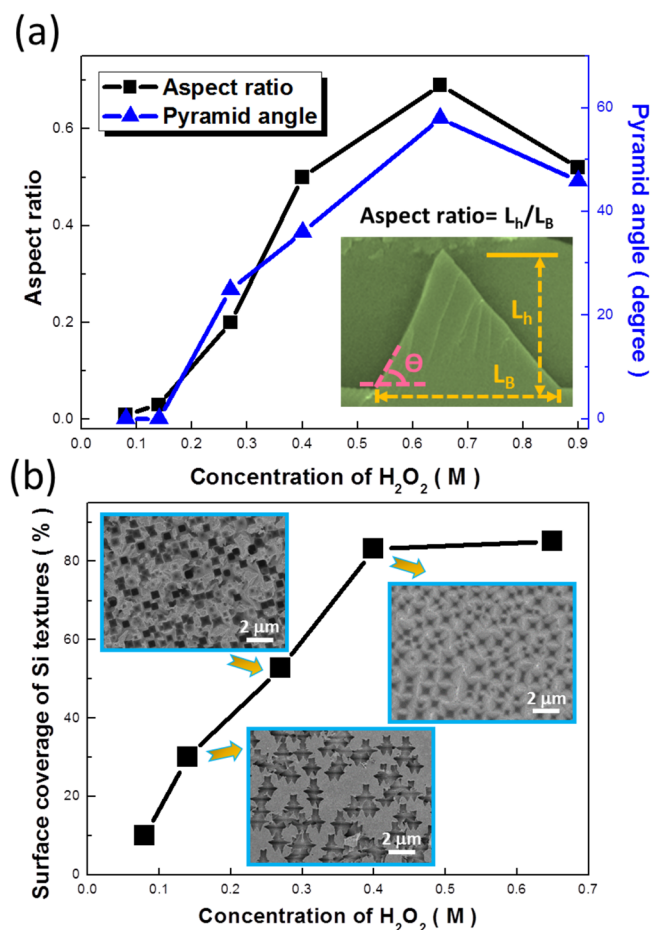 (a)
Aspect ratio
Pyramid angle
Aspect ratio= Lₕ/L_B
Lₕ
θ
L_B
Aspect ratio
0.6
0.4
0.2
0.0
60
40
20
0
Pyramid angle ( degree )
0.0 0.1 0.2 0.3 0.4 0.5 0.6 0.7 0.8 0.9
Concentration of H₂O₂ ( M )
(b)
Surface coverage of Si textures ( % )
80
60
40
20
0
2 μm
2 μm
2 μm
0.0 0.1 0.2 0.3 0.4 0.5 0.6 0.7
Concentration of H₂O₂ ( M )